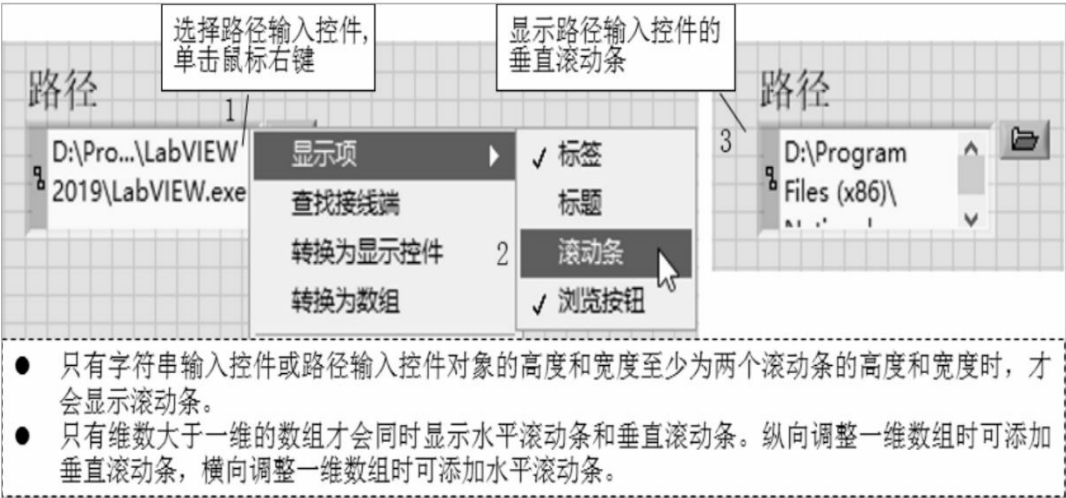 选择路径输入控件,
单击鼠标右键
显示路径输入控件的
垂直滚动条
路径
1
D:\Pro...\LabVIEW
2019\LabVIEW.exe
显示项
查找接线端
转换为显示控件
转换为数组
2
标签
标题
滚动条
浏览按钮
路径
3
D:\Program
Files (x86)\
● 只有字符串输入控件或路径输入控件对象的高度和宽度至少为两个滚动条的高度和宽度时，才
会显示滚动条。
● 只有维数大于一维的数组才会同时显示水平滚动条和垂直滚动条。纵向调整一维数组时可添加
垂直滚动条，横向调整一维数组时可添加水平滚动条。